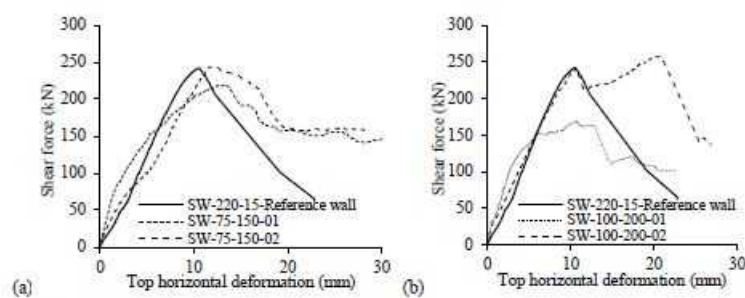 300
250
200
150
100
50
0
Shear force (kN)
SW-220-15-Reference wall
SW-75-150-01
SW-75-150-02
0 10 20 30
Top horizontal deformation (mm)
(a)
300
250
200
150
100
50
0
Shear force (kN)
SW-220-15-Reference wall
SW-100-200-01
SW-100-200-02
0 10 20 30
Top horizontal deformation (mm)
(b)